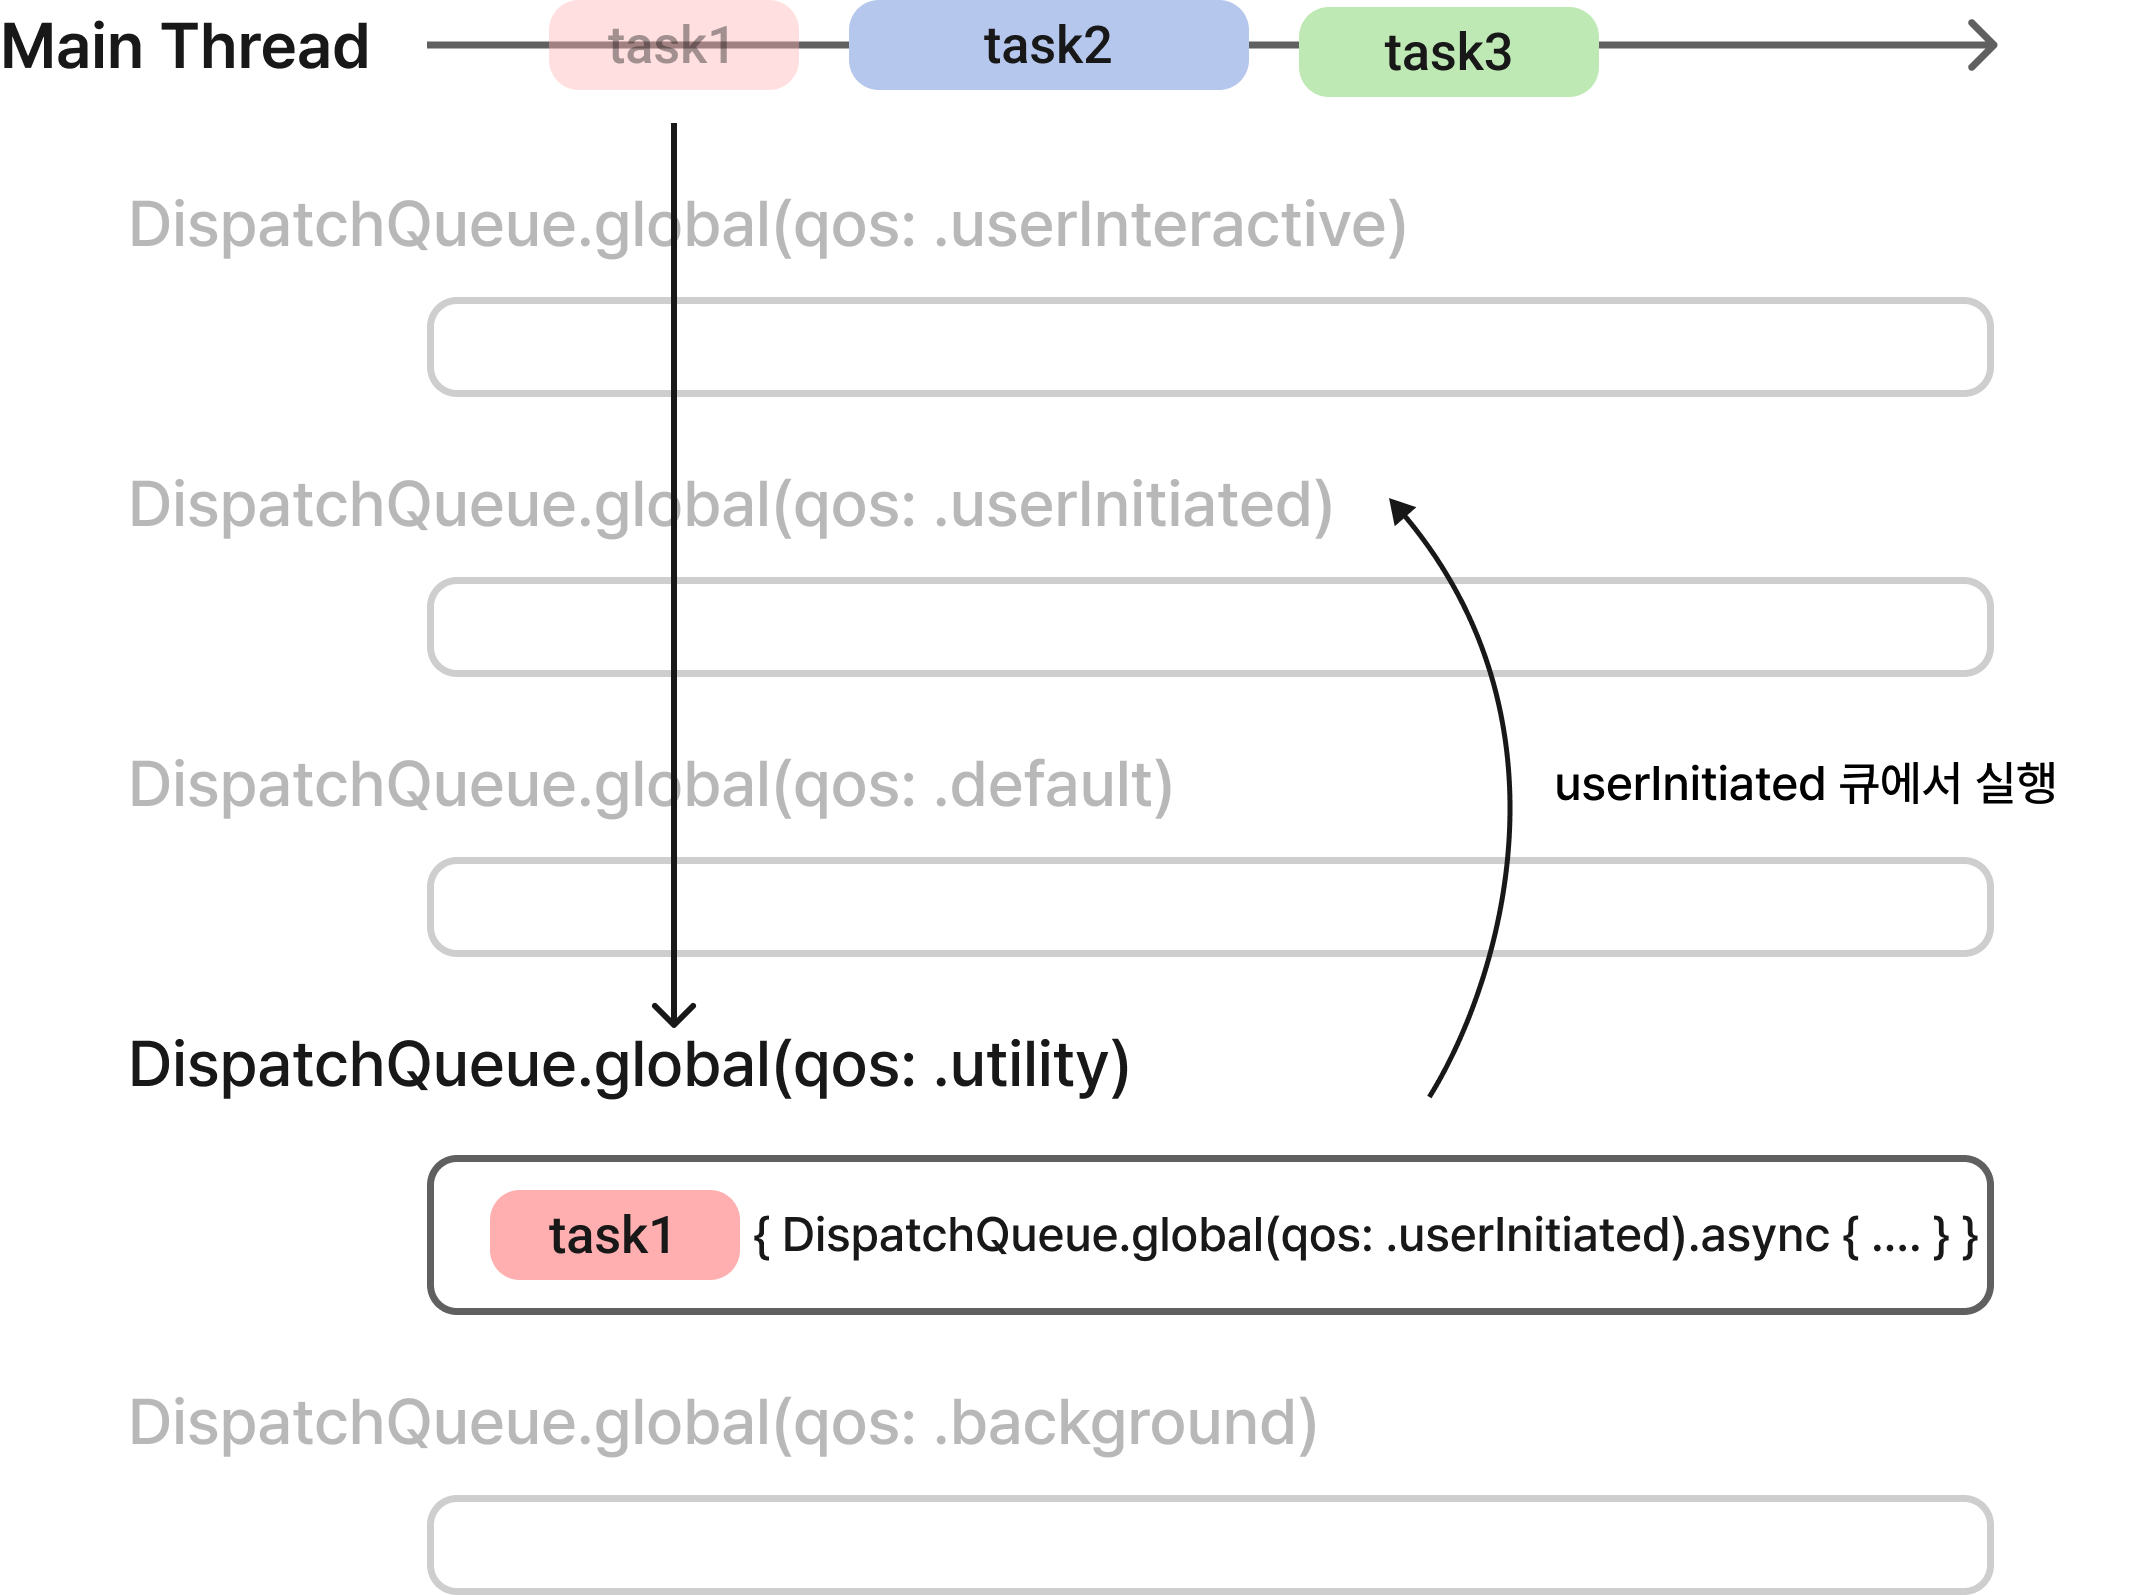 Main Thread task1 task2 task3
DispatchQueue.global(qos: .userInteractive)
DispatchQueue.global(qos: .userInitiated)
DispatchQueue.global(qos: .default)
userInitiated 큐에서 실행
DispatchQueue.global(qos: .utility)
task1 { DispatchQueue.global(qos: .userInitiated).async { .... } }
DispatchQueue.global(qos: .background)